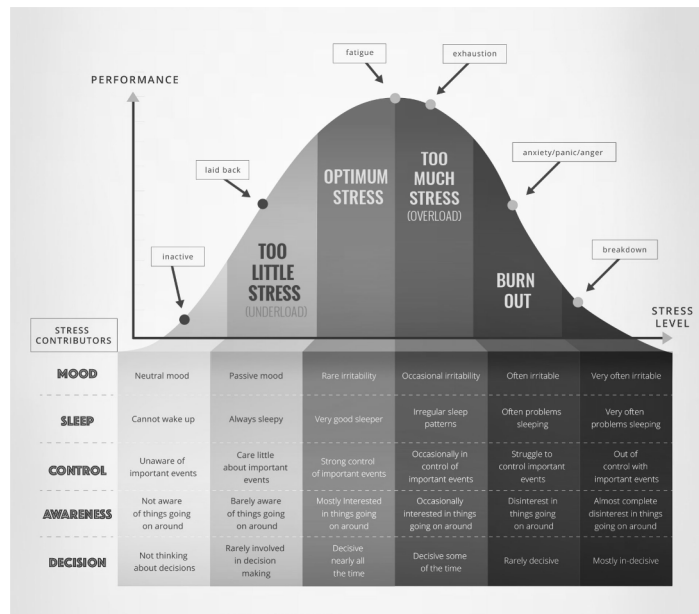 fatigue
exhaustion
PERFORMANCE
OPTIMUM
STRESS
TOO
MUCH
STRESS
(OVERLOAD)
anxiety/panic/anger
laid back
inactive
TOO
LITTLE
STRESS
(UNDERLOAD)
BURN
OUT
breakdown
STRESS
LEVEL
STRESS
CONTRIBUTORS
MOOD
Neutral mood
Passive mood
Rare irritability
Occasional irritability
Often irritable
Very often irritable
SLEEP
Cannot wake up
Always sleepy
Very good sleeper
Irregular sleep
patterns
Often problems
sleeping
Very often
problems sleeping
CONTROL
Unaware of
important events
Care little
about important
events
Strong control
of important events
Occasionally in
control of
important events
Struggle to
control important
events
Out of
control with
important events
AWARENESS
Not aware
of things going
on around
Barely aware
of things going
on around
Mostly Interested
in things going
on around
Occasionally
interested in things
going on around
Disinterest in
things going
on around
Almost complete
disinterest in things
going on around
DECISION
Not thinking
about decisions
Rarely involved
in decision
making
Decisive
nearly all
the time
Decisive some
of the time
Rarely decisive
Mostly in-decisive